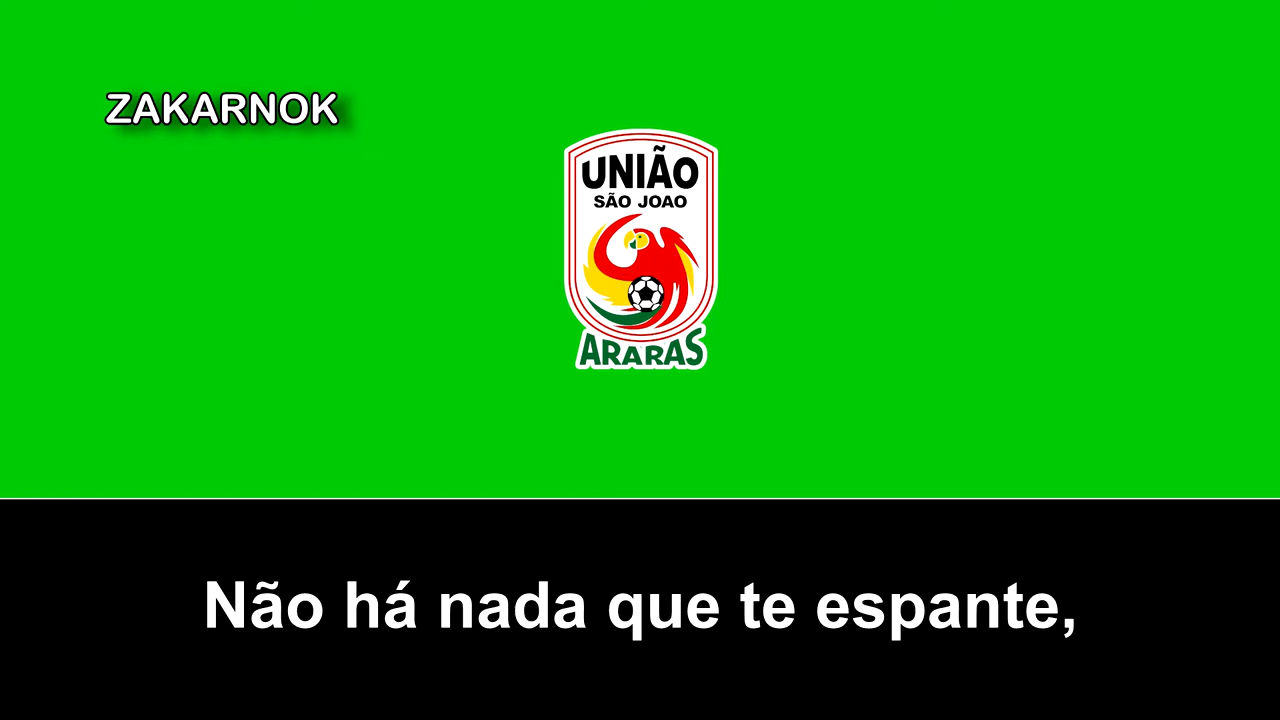 ZAKARNOK
UNIÃO
SÃO JOAO
ARARAS
Não há nada que te espante,